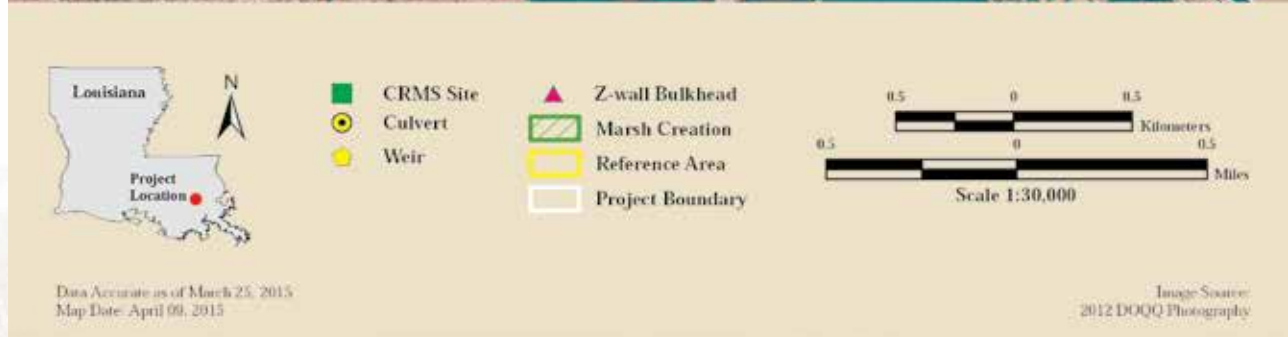 Louisiana
N
Project
Location
CRMS Site
Culvert
Weir
Z-wall Bulkhead
Marsh Creation
Reference Area
Project Boundary
0.5 0 0.5
Kilometers
0.5 0 0.5
Miles
Scale 1:30,000
Data Accurate as of March 25, 2015
Map Date: April 09, 2015
Image Source:
2012 DOQQ Photography